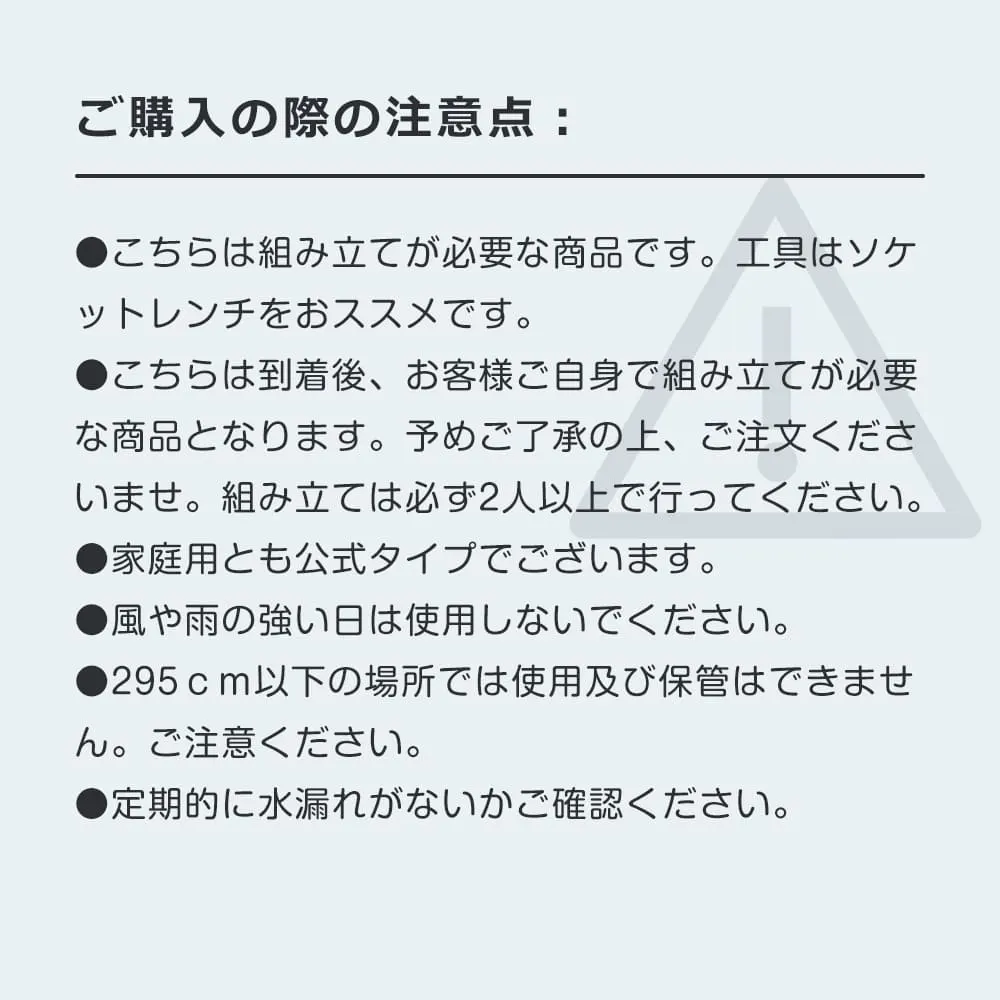 ご購入の際の注意点：
●こちらは組み立てが必要な商品です。工具はソケ
ットレンチをおススメです。
●こちらは到着後、お客様ご自身で組み立てが必要
な商品となります。予めご了承の上、ご注文くださ
いませ。組み立ては必ず2人以上で行ってください。
●家庭用とも公式タイプでございます。
●風や雨の強い日は使用しないでください。
●295ｃｍ以下の場所では使用及び保管はできませ
ん。ご注意ください。
●定期的に水漏れがないかご確認ください。